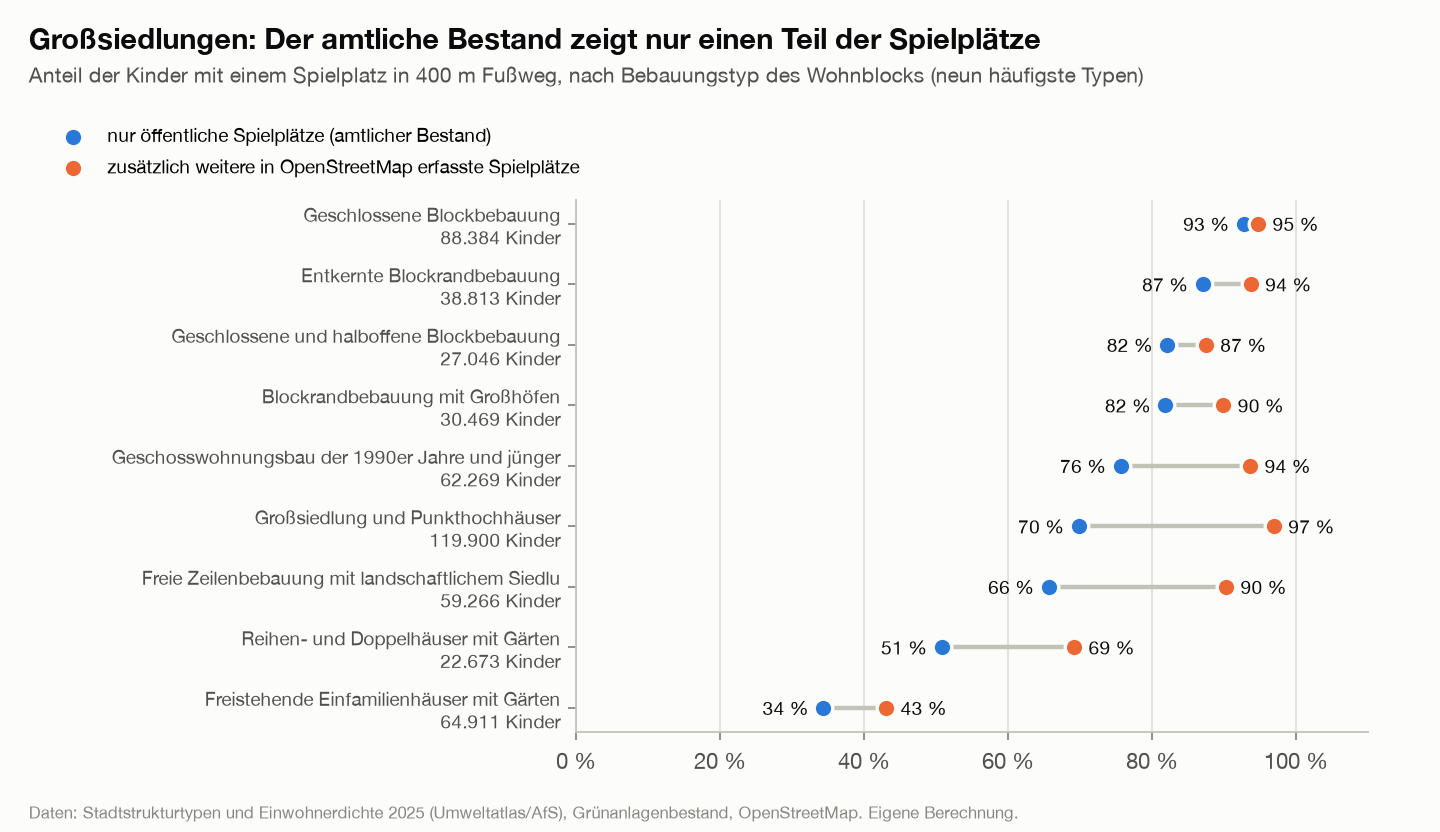 Großsiedlungen: Der amtliche Bestand zeigt nur einen Teil der Spielplätze
Anteil der Kinder mit einem Spielplatz in 400 m Fußweg, nach Bebauungstyp des Wohnblocks (neun häufigste Typen)
nur öffentliche Spielplätze (amtlicher Bestand)
zusätzlich weitere in OpenStreetMap erfasste Spielplätze
Geschlossene Blockbebauung
88.384 Kinder
93 %
95 %
Entkernte Blockrandbebauung
38.813 Kinder
87 %
94 %
Geschlossene und halboffene Blockbebauung
27.046 Kinder
82 %
87 %
Blockrandbebauung mit Großhöfen
30.469 Kinder
82 %
90 %
Geschosswohnungsbau der 1990er Jahre und jünger
62.269 Kinder
76 %
94 %
Großsiedlung und Punkthochhäuser
119.900 Kinder
70 %
97 %
Freie Zeilenbebauung mit landschaftlichem Siedlu
59.266 Kinder
66 %
90 %
Reihen- und Doppelhäuser mit Gärten
22.673 Kinder
51 %
69 %
Freistehende Einfamilienhäuser mit Gärten
64.911 Kinder
34 %
43 %
0 %
20 %
40 %
60 %
80 %
100 %
Daten: Stadtstrukturtypen und Einwohnerdichte 2025 (Umweltatlas/AfS), Grünanlagenbestand, OpenStreetMap. Eigene Berechnung.